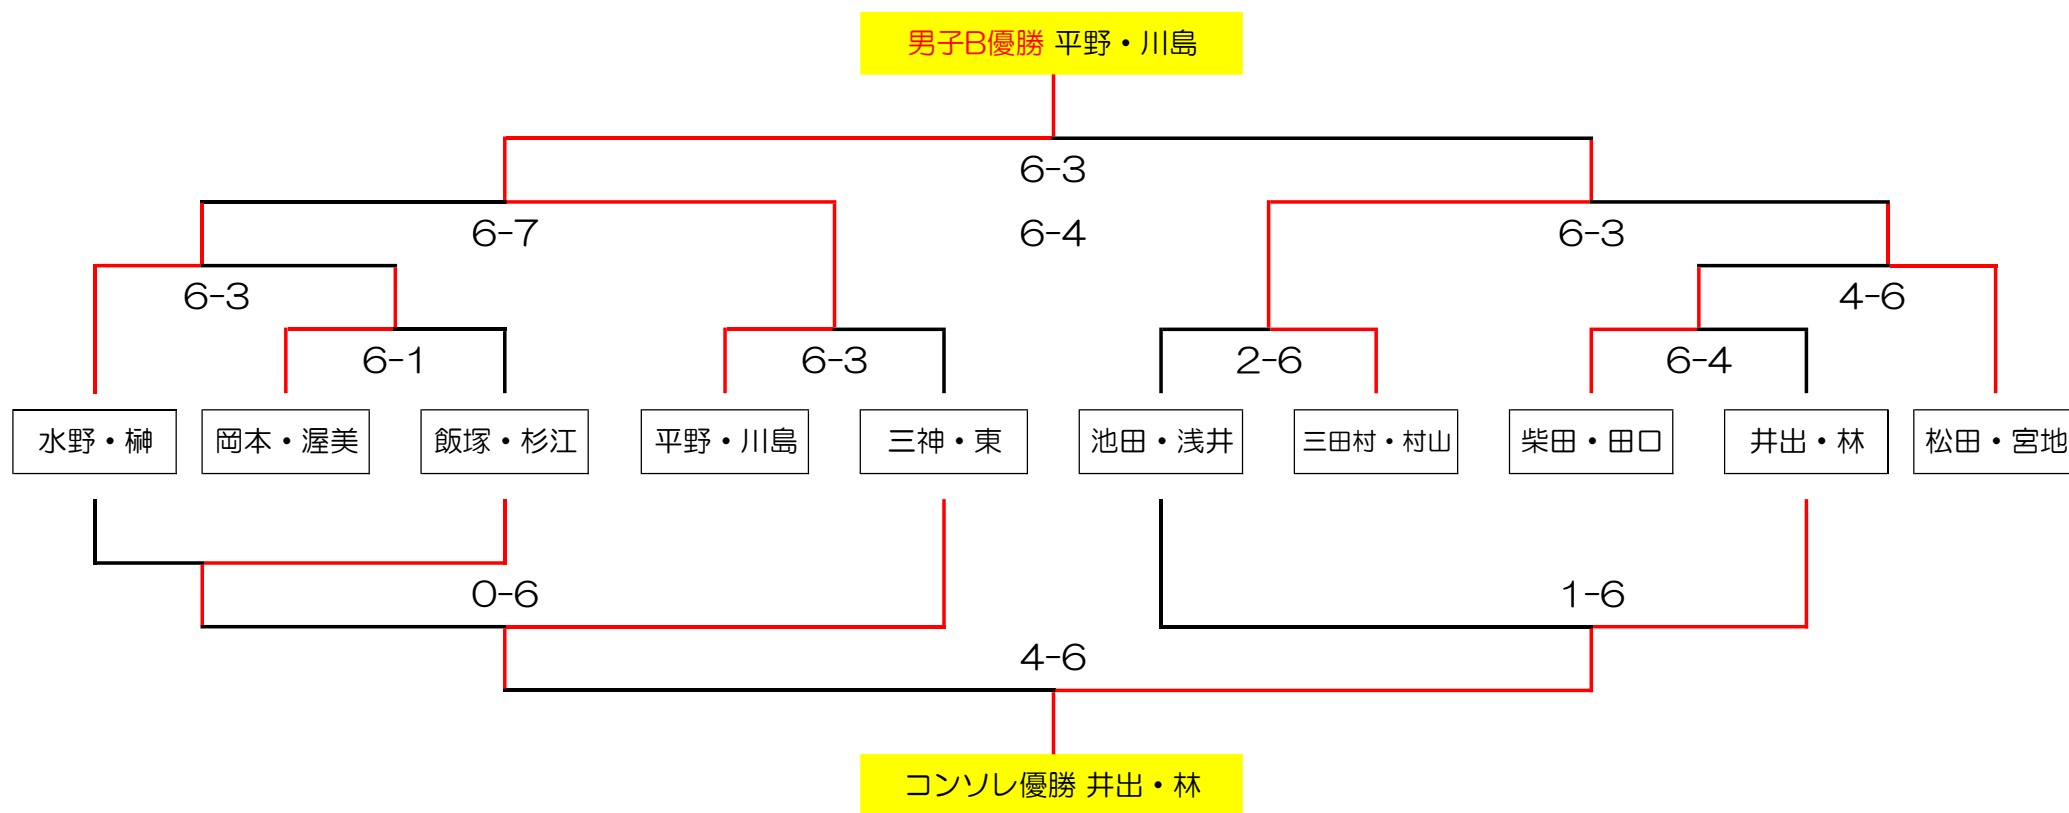 男子B優勝 平野・川島
6-3
6-7
6-4
6-3
6-3
4-6
6-1
6-3
2-6
6-4
水野・榊
岡本・渥美
飯塚・杉江
平野・川島
三神・東
池田・浅井
三田村・村山
柴田・田口
井出・林
松田・宮地
0-6
1-6
4-6
コンソレ優勝 井出・林